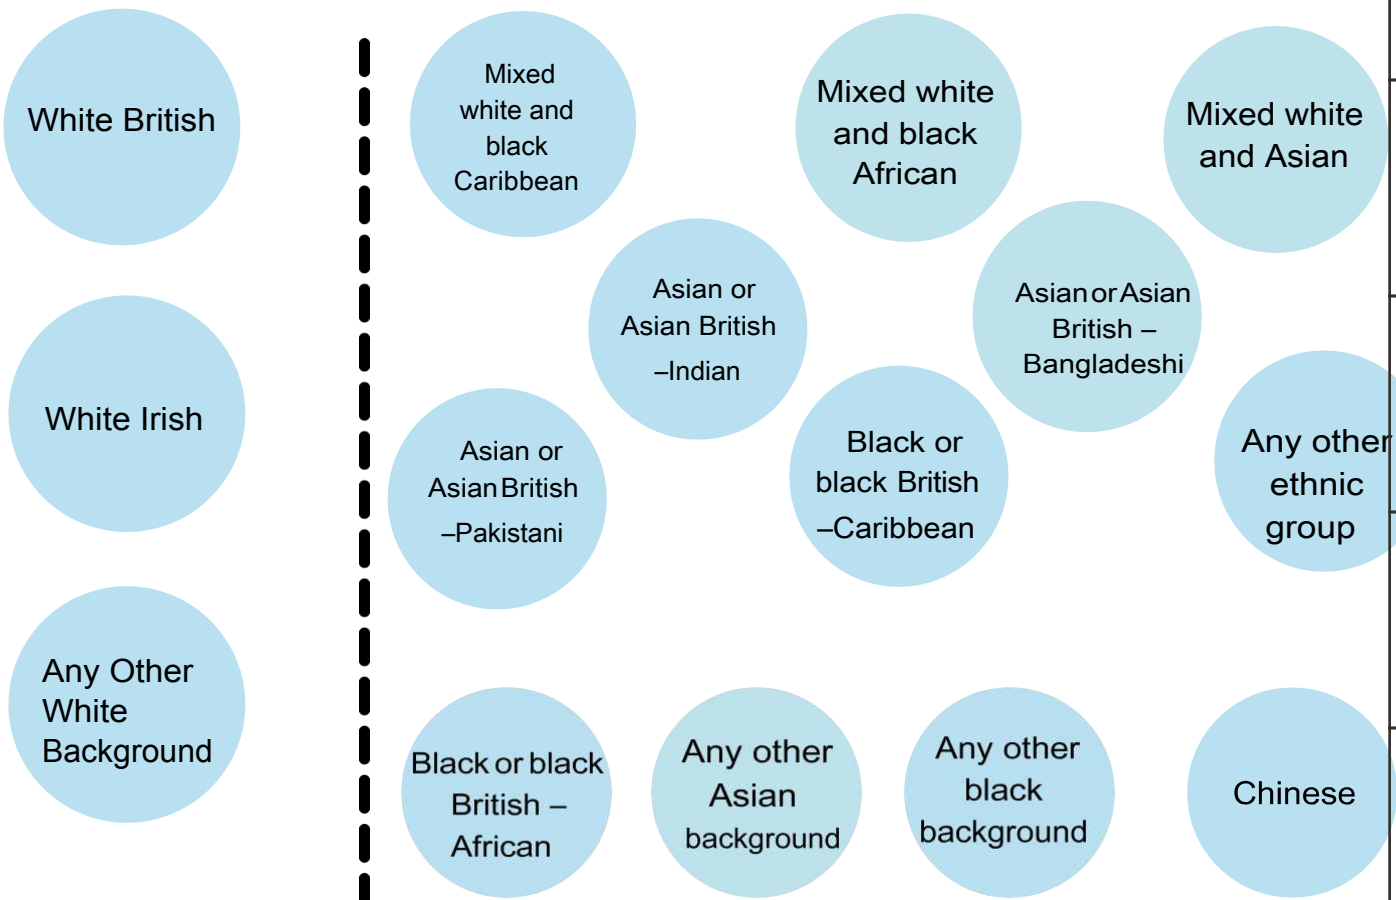 White British
Mixed
white and
black
Caribbean
Mixed white
and black
African
Mixed white
and Asian
Asian or
Asian British
–Indian
Asian or Asian
British –
Bangladeshi
White Irish
Asian or
Asian British
–Pakistani
Black or
black British
–Caribbean
Any other
ethnic
group
Any Other
White
Background
Black or black
British –
African
Any other
Asian
background
Any other
black
background
Chinese